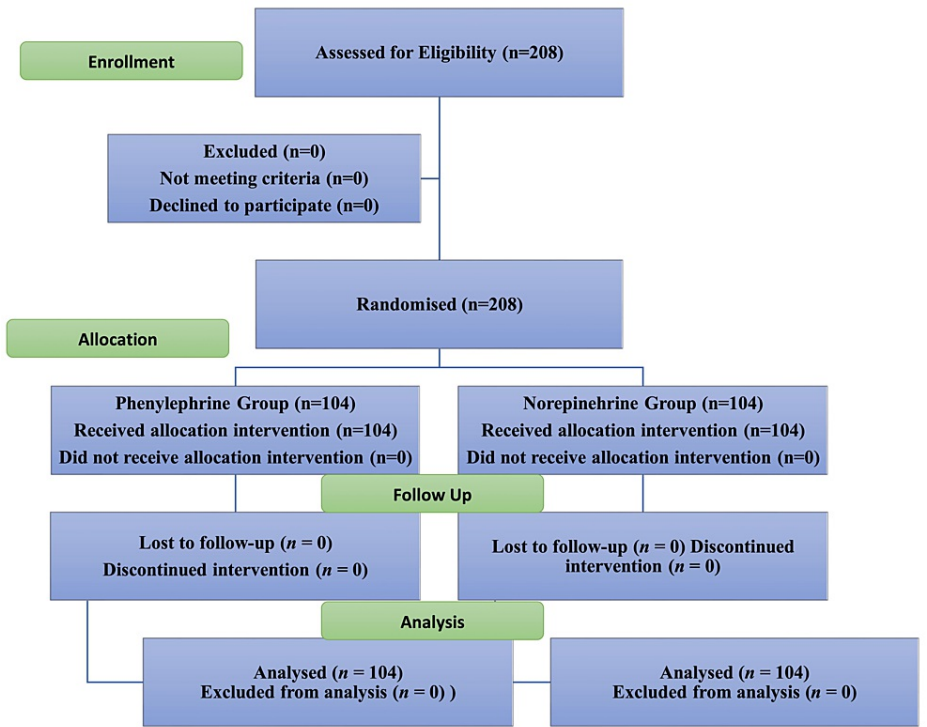 Assessed for Eligibility (n=208)
Enrollment
Excluded (n=0)
Not meeting criteria (n=0)
Declined to participate (n=0)
Randomised (n=208)
Allocation
Phenylephrine Group (n=104)
Received allocation intervention (n=104)
Did not receive allocation intervention (n=0)
Norepinehrine Group (n=104)
Received allocation intervention (n=104)
Did not receive allocation intervention (n=0)
Follow Up
Lost to follow-up (n = 0)
Discontinued intervention (n = 0)
Lost to follow-up (n = 0) Discontinued
intervention (n = 0)
Analysis
Analysed (n = 104)
Excluded from analysis (n = 0) )
Analysed (n = 104)
Excluded from analysis (n = 0)